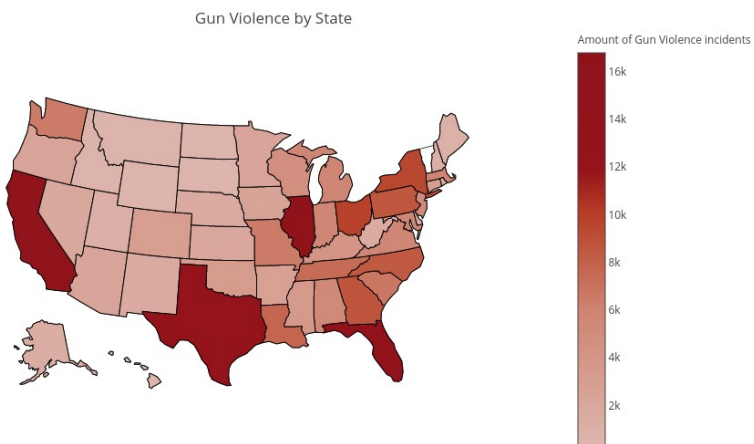 Gun Violence by State
Amount of Gun Violence incidents
16k
14k
12k
10k
8k
6k
4k
2k